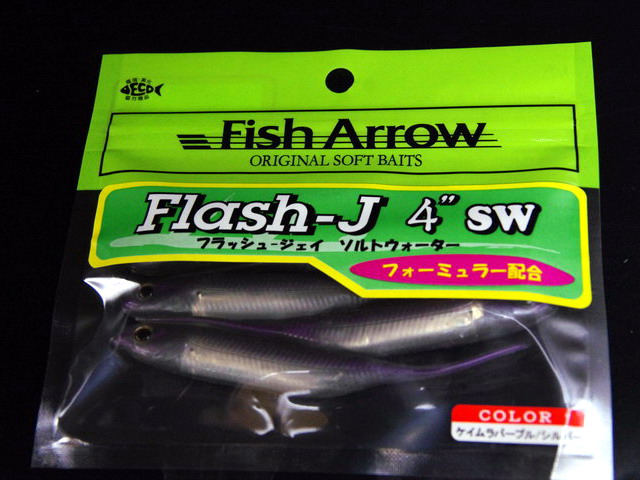 ECO
Fish Arrow
ORIGINAL SOFT BAITS
Flash-J 4" SW
フラッシュ-ジェイ ソルトウォーター
フォーミュラー配合
COLOR
ケイムラパープル/シルバー